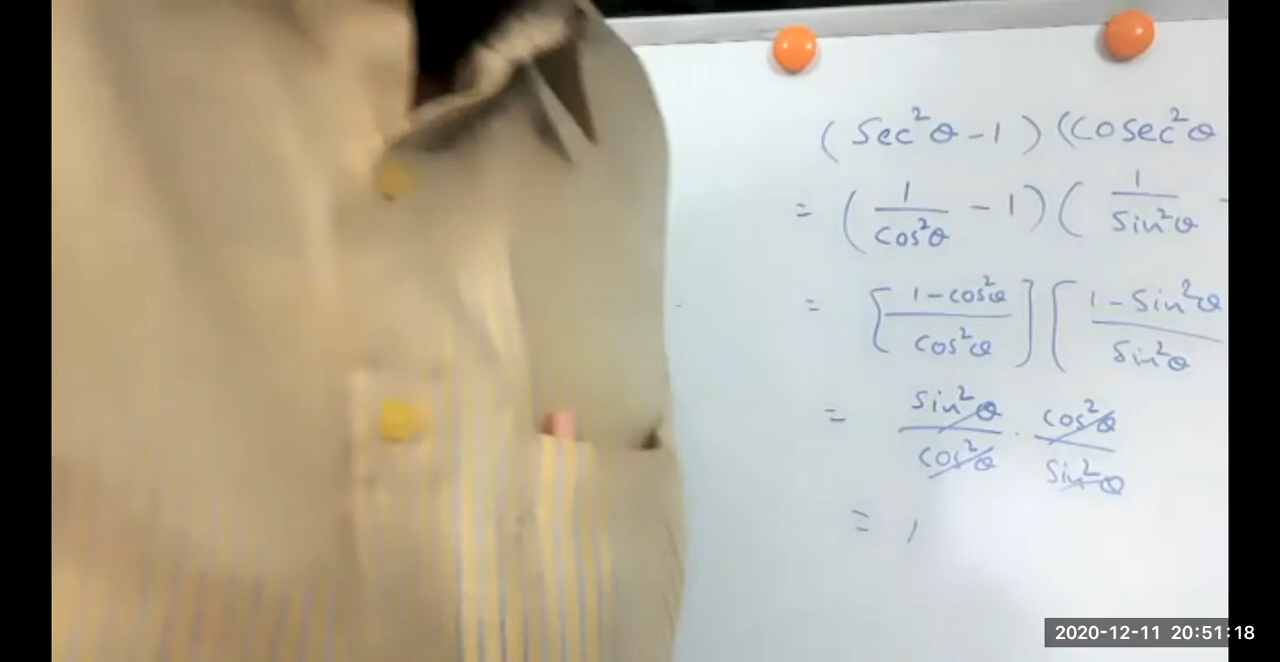 (Sec²θ-1)(Cosec²θ
= (1/cos²θ - 1)(1/Sin²θ -
= [1-cos²θ/cos²θ][1-Sin²θ/Sin²θ
= Sin²θ/cos²θ . cos²θ/Sin²θ
= 1
2020-12-11 20:51:18